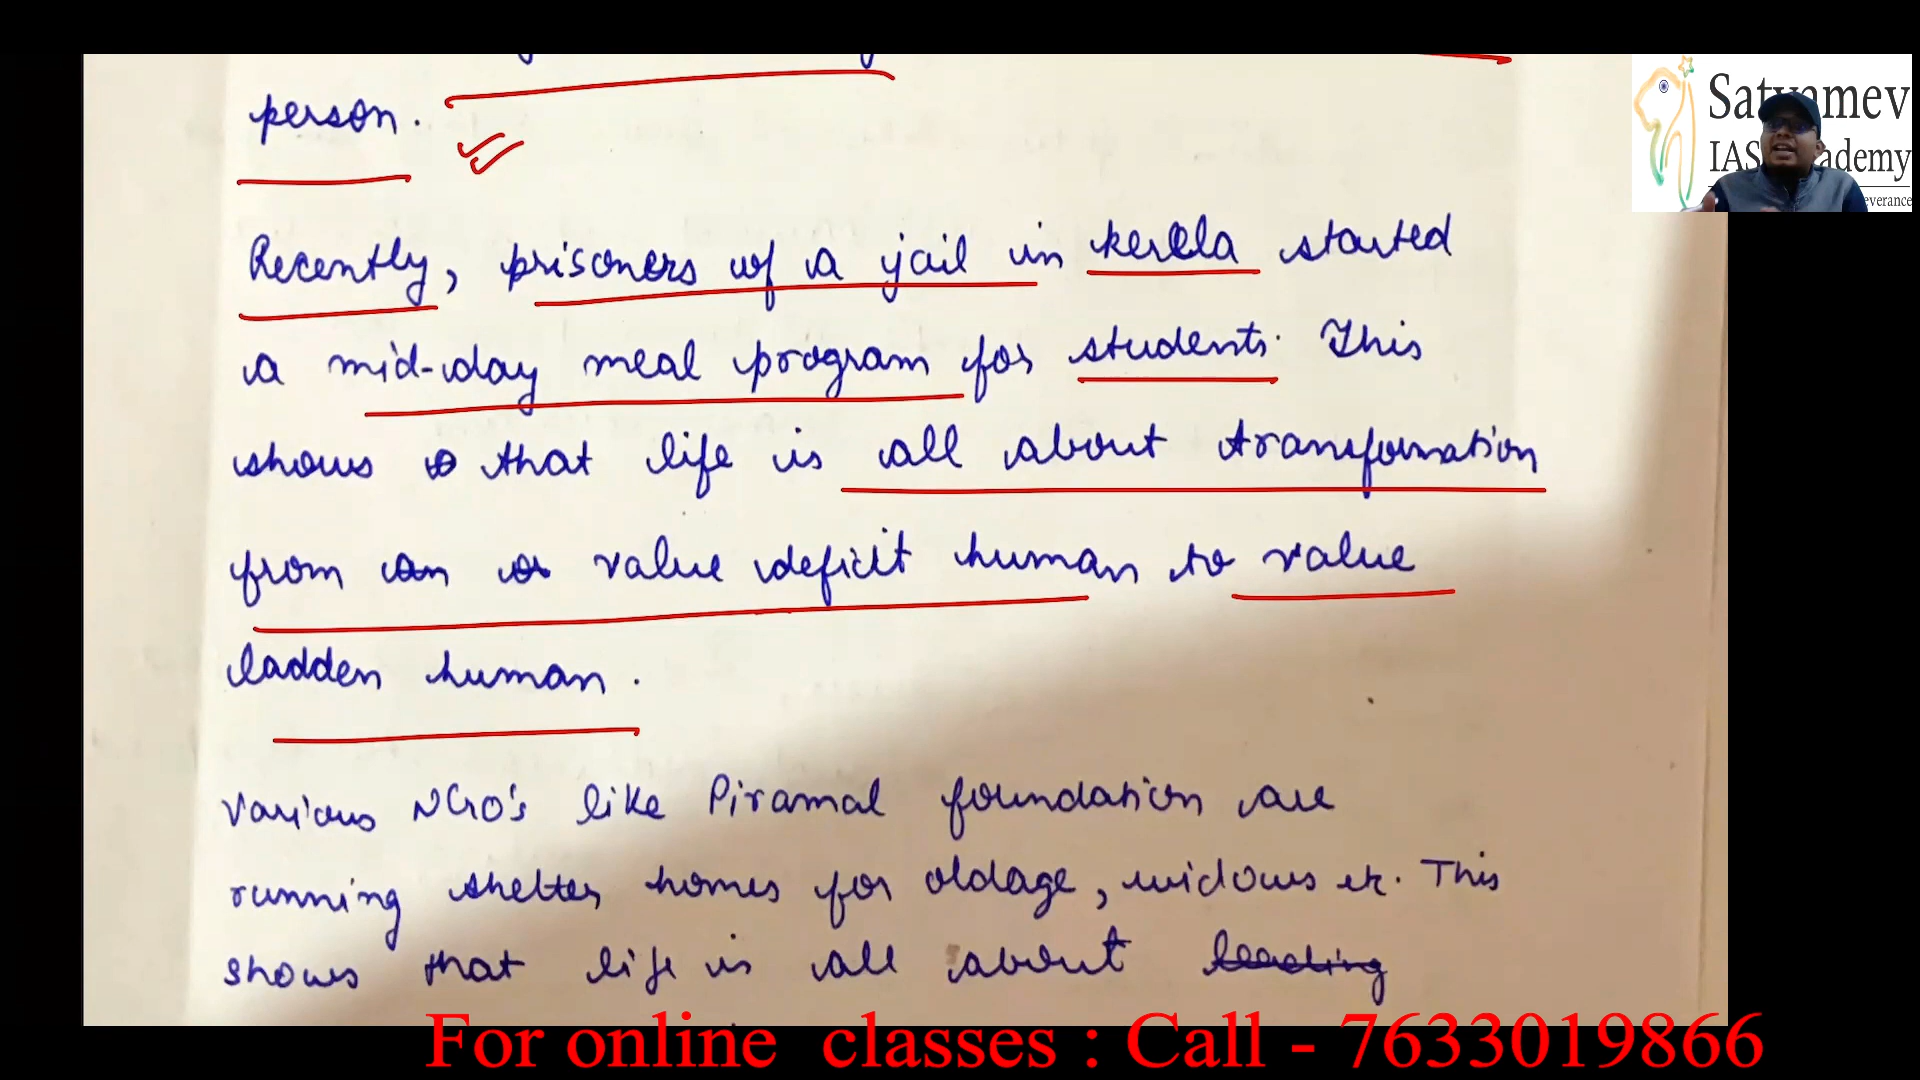 person.
Satyamev
IAS Academy
everance
Recently, prisoners of a jail in Kerela started
a mid-day meal program for students. This
shows that life is all about transformation
from value deficit human to value
ladden human.
Various NGO's like Piramal foundation are
running shelter homes for oldage, widows etc. This
shows that life is all about leading
For online classes : Call - 7633019866